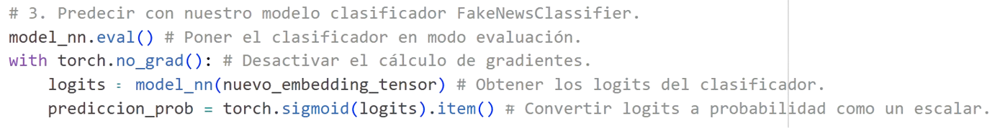 # 3. Predecir con nuestro modelo clasificador FakeNewsClassifier.
model_nn.eval() # Poner el clasificador en modo evaluación.
with torch.no_grad(): # Desactivar el cálculo de gradientes.
    logits = model_nn(nuevo_embedding_tensor) # Obtener los logits del clasificador.
    prediccion_prob = torch.sigmoid(logits).item() # Convertir logits a probabilidad como un escalar.